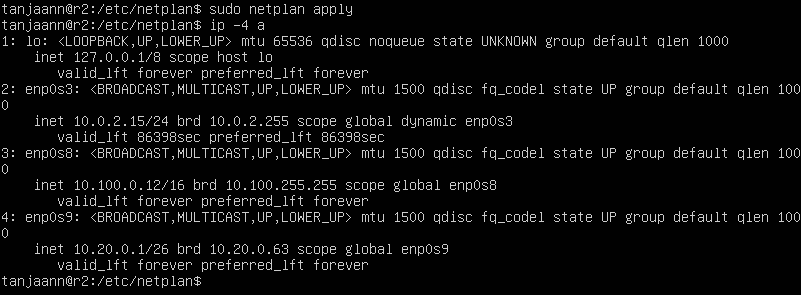 tanjaann@r2:/etc/netplan$ sudo netplan apply
tanjaann@r2:/etc/netplan$ ip -4 a
1: lo: <LOOPBACK,UP,LOWER_UP> mtu 65536 qdisc noqueue state UNKNOWN group default qlen 1000
    inet 127.0.0.1/8 scope host lo
       valid_lft forever preferred_lft forever
2: enp0s3: <BROADCAST,MULTICAST,UP,LOWER_UP> mtu 1500 qdisc fq_codel state UP group default qlen 100
0
    inet 10.0.2.15/24 brd 10.0.2.255 scope global dynamic enp0s3
       valid_lft 86398sec preferred_lft 86398sec
3: enp0s8: <BROADCAST,MULTICAST,UP,LOWER_UP> mtu 1500 qdisc fq_codel state UP group default qlen 100
0
    inet 10.100.0.12/16 brd 10.100.255.255 scope global enp0s8
       valid_lft forever preferred_lft forever
4: enp0s9: <BROADCAST,MULTICAST,UP,LOWER_UP> mtu 1500 qdisc fq_codel state UP group default qlen 100
0
    inet 10.20.0.1/26 brd 10.20.0.63 scope global enp0s9
       valid_lft forever preferred_lft forever
tanjaann@r2:/etc/netplan$